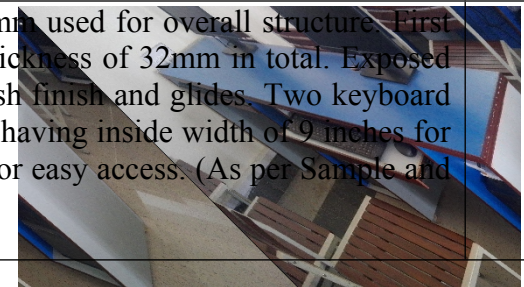 mm used for overall structure. First
ickness of 32mm in total. Exposed
sh finish and glides. Two keyboard
having inside width of 9 inches for
or easy access. (As per Sample and